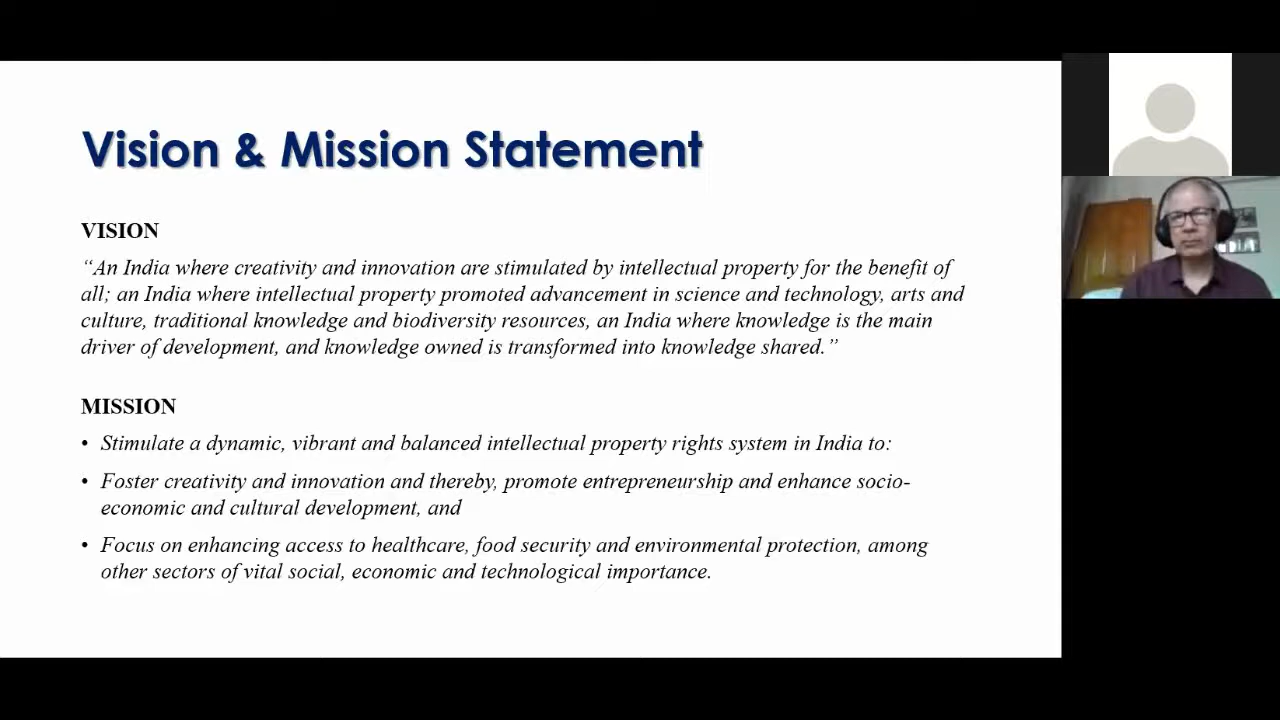 Vision & Mission Statement
VISION
“An India where creativity and innovation are stimulated by intellectual property for the benefit of
all; an India where intellectual property promoted advancement in science and technology, arts and
culture, traditional knowledge and biodiversity resources, an India where knowledge is the main
driver of development, and knowledge owned is transformed into knowledge shared.”
MISSION
• Stimulate a dynamic, vibrant and balanced intellectual property rights system in India to:
• Foster creativity and innovation and thereby, promote entrepreneurship and enhance socio-
economic and cultural development, and
• Focus on enhancing access to healthcare, food security and environmental protection, among
other sectors of vital social, economic and technological importance.